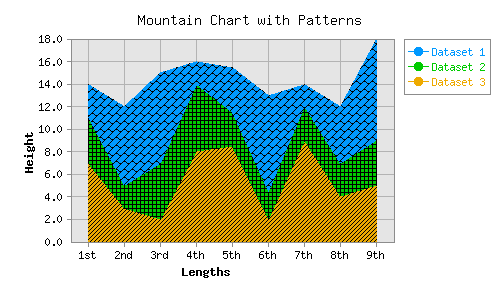 Mountain Chart with Patterns
18.0
16.0
14.0
12.0
10.0
8.0
6.0
4.0
2.0
0.0
Height
1st 2nd 3rd 4th 5th 6th 7th 8th 9th
Lengths
Dataset 1
Dataset 2
Dataset 3